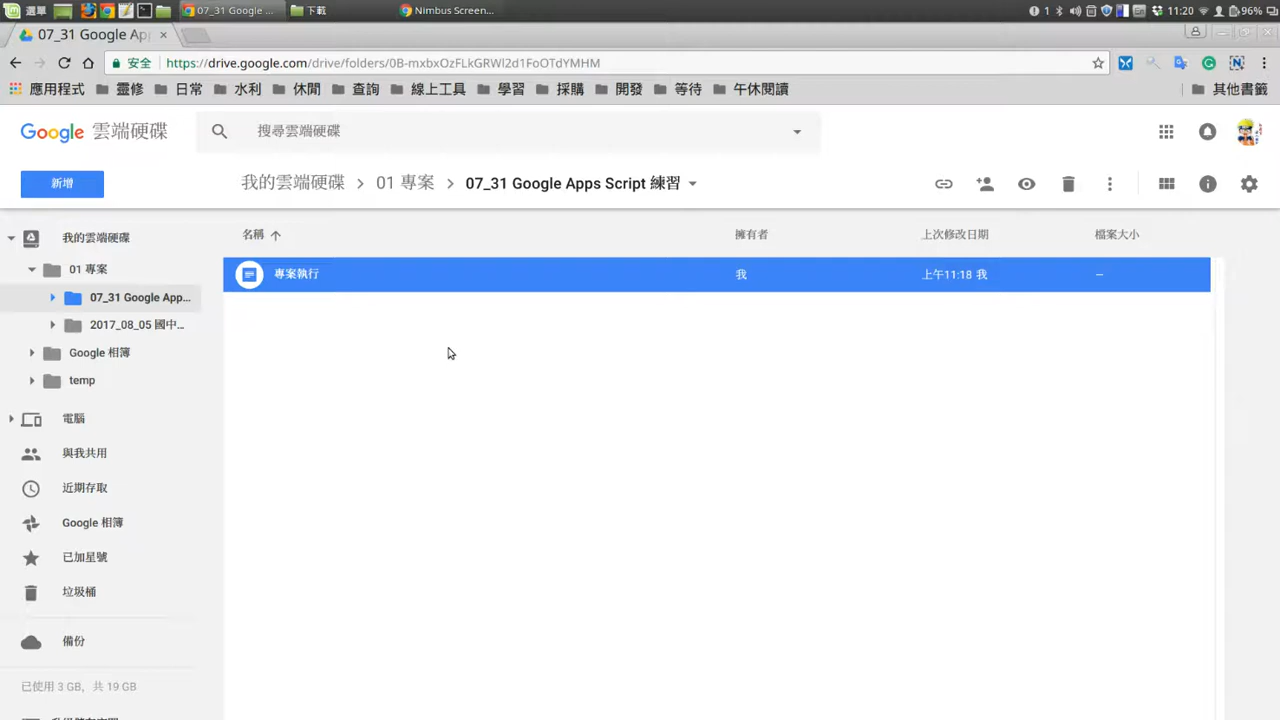 選單
07_31 Google ...
下載
Nimbus Screen...
1
En
11:20
96%
07_31 Google Ap
安全
https://drive.google.com/drive/folders/0B-mxbxOzFLkGRWl2d1FoOTdYMHM
應用程式
靈修
日常
水利
休閒
查詢
線上工具
學習
採購
開發
等待
午休閱讀
其他書籤
Google 雲端硬碟
搜尋雲端硬碟
新增
我的雲端硬碟 > 01 專案 > 07_31 Google Apps Script 練習
名稱
擁有者
上次修改日期
檔案大小
專案執行
我
上午11:18 我
–
我的雲端硬碟
01 專案
07_31 Google App...
2017_08_05 國中...
Google 相簿
temp
電腦
與我共用
近期存取
Google 相簿
已加星號
垃圾桶
備份
已使用 3 GB，共 19 GB